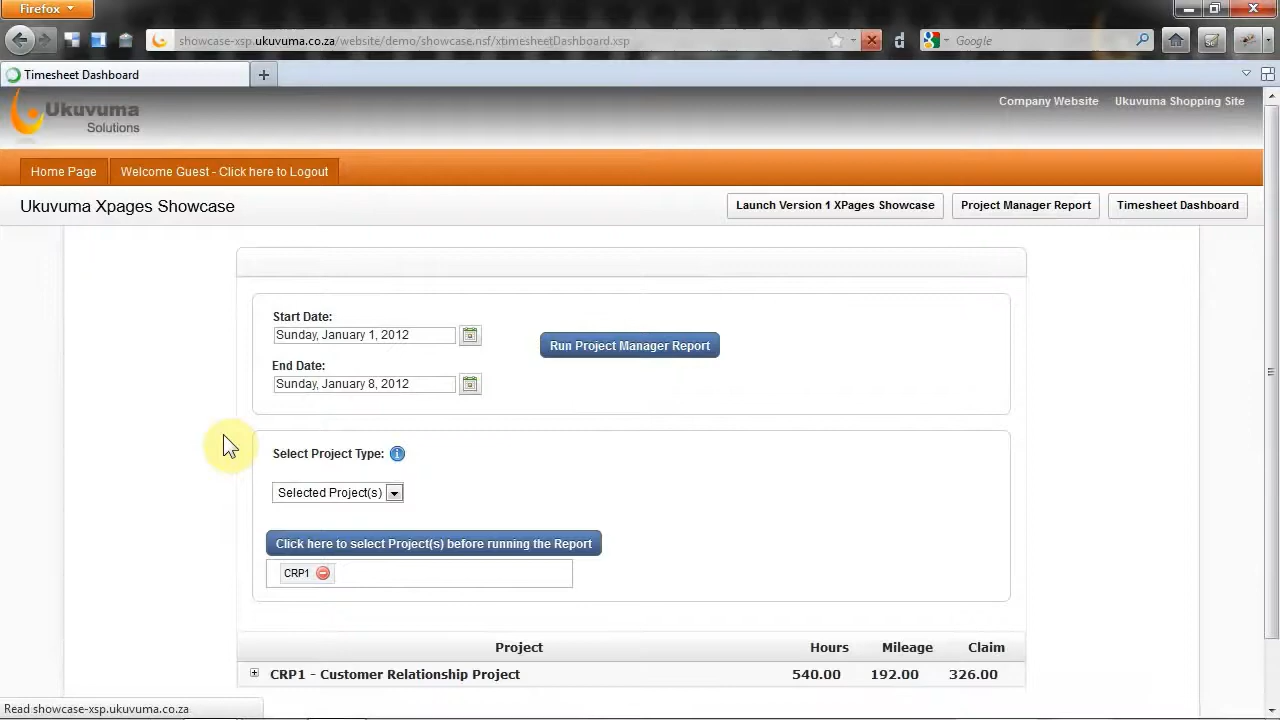 Firefox
showcase-xsp.ukuvuma.co.za/website/demo/showcase.nsf/xtimesheetDashboard.xsp
Google
Timesheet Dashboard
Ukuvuma
Solutions
Company Website
Ukuvuma Shopping Site
Home Page
Welcome Guest - Click here to Logout
Ukuvuma Xpages Showcase
Launch Version 1 XPages Showcase
Project Manager Report
Timesheet Dashboard
Start Date:
Sunday, January 1, 2012
Run Project Manager Report
End Date:
Sunday, January 8, 2012
Select Project Type:
Selected Project(s)
Click here to select Project(s) before running the Report
CRP1
Project Hours Mileage Claim
CRP1 - Customer Relationship Project 540.00 192.00 326.00
Read showcase-xsp.ukuvuma.co.za